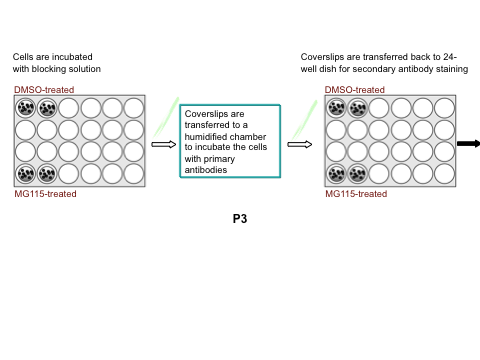 Cells are incubated
with blocking solution
DMSO-treated
MG115-treated
Coverslips are
transferred to a
humidified chamber
to incubate the cells
with primary
antibodies
Coverslips are transferred back to 24-
well dish for secondary antibody staining
DMSO-treated
MG115-treated
P3